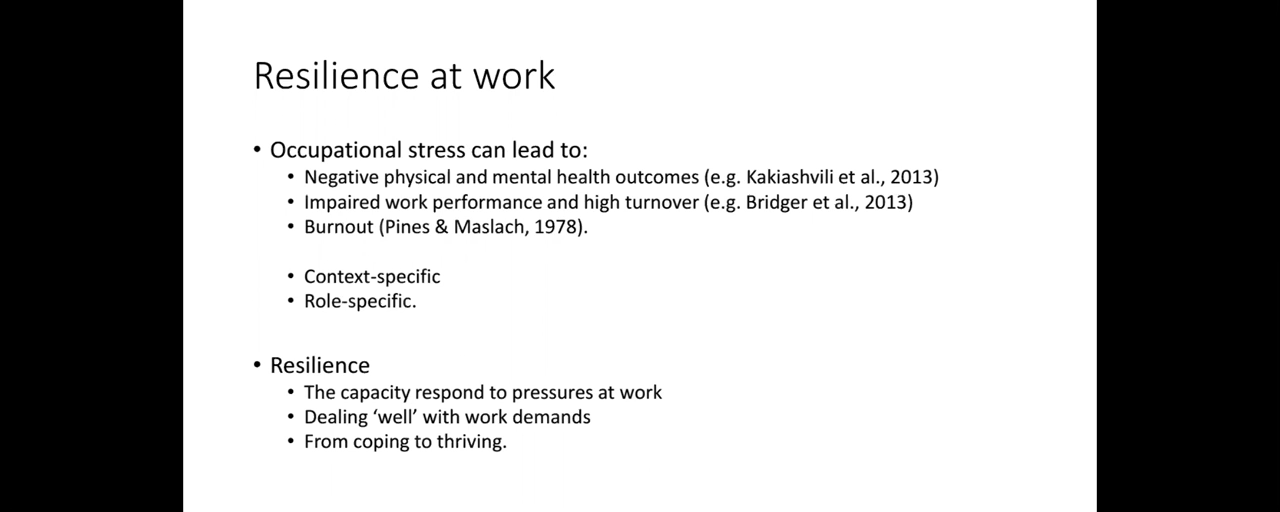 Resilience at work
• Occupational stress can lead to:
• Negative physical and mental health outcomes (e.g. Kakiashvili et al., 2013)
• Impaired work performance and high turnover (e.g. Bridger et al., 2013)
• Burnout (Pines & Maslach, 1978).
• Context-specific
• Role-specific.
• Resilience
• The capacity respond to pressures at work
• Dealing ‘well’ with work demands
• From coping to thriving.